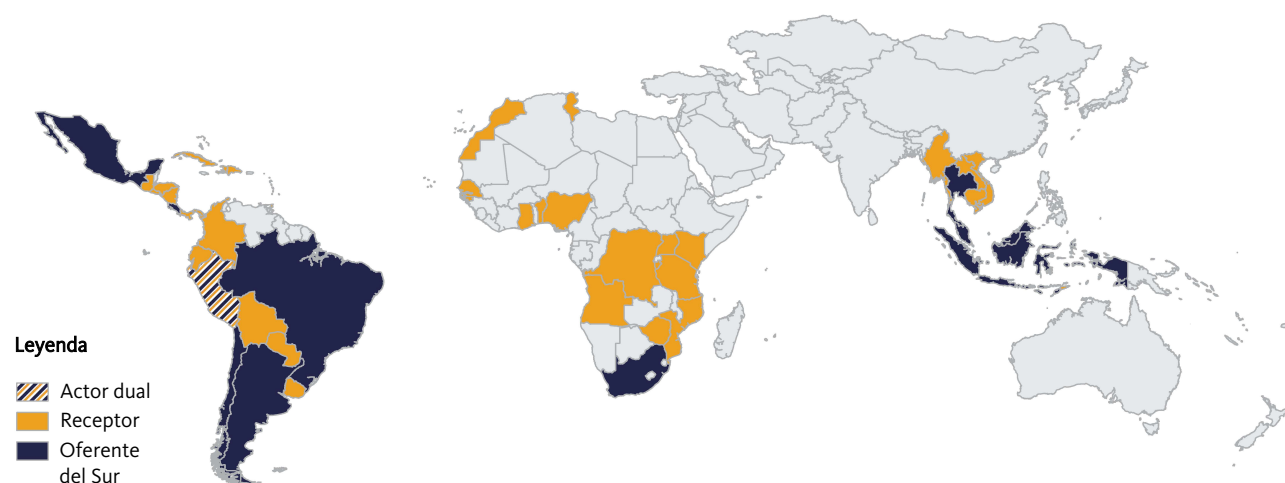 Leyenda
Actor dual
Receptor
Oferente
del Sur